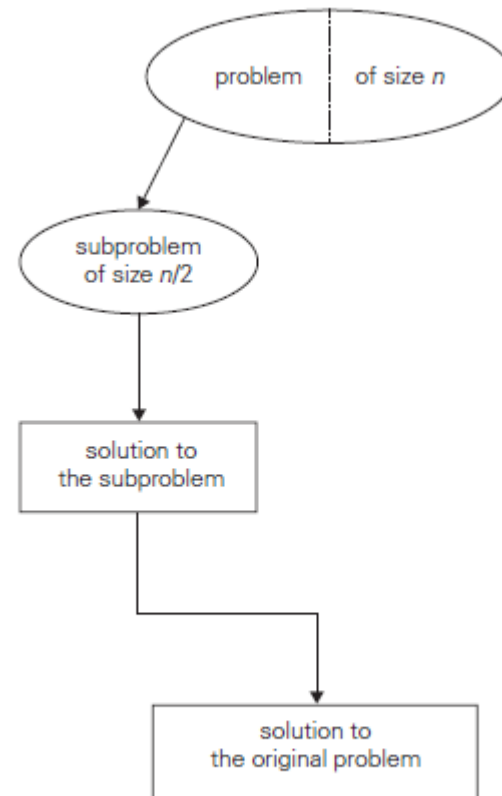 problem of size n
subproblem
of size n/2
solution to
the subproblem
solution to
the original problem